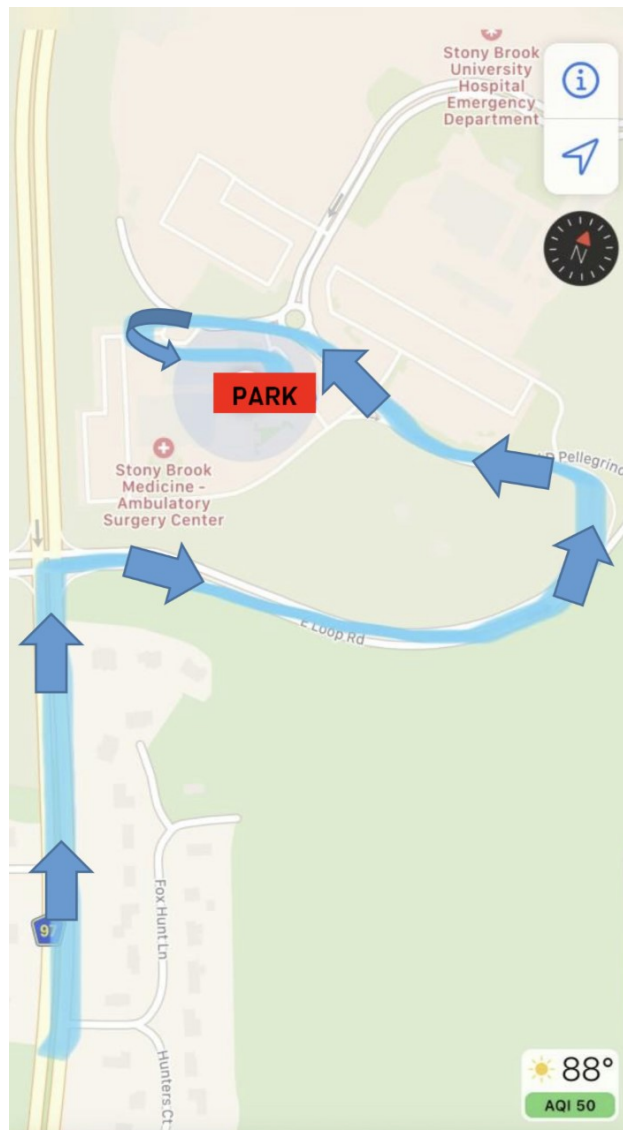 Stony Brook
University
Hospital
Emergency
Department
N
PARK
Stony Brook
Medicine -
Ambulatory
Surgery Center
Pellegrino
E Loop Rd
97
Fox Hunt Ln
Hunters Ct
88°
AQI 50